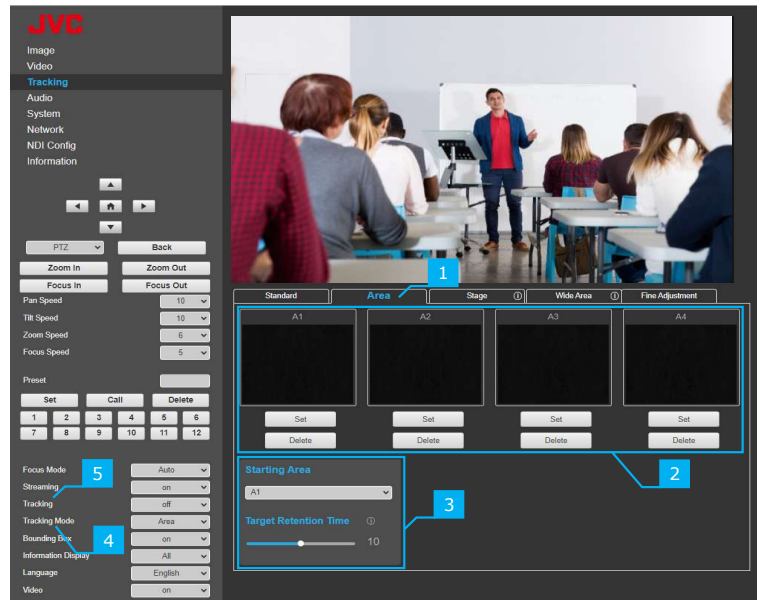 JVC
Image
Video
Tracking
Audio
System
Network
NDI Config
Information
PTZ Back
Zoom In Zoom Out
Focus In Focus Out
Pan Speed 10
Tilt Speed 10
Zoom Speed 6
Focus Speed 5
Preset
Set Call Delete
1 2 3 4 5 6
7 8 9 10 11 12
Focus Mode Auto
5
Streaming on
Tracking off
Tracking Mode Area
4
Bounding Box on
Information Display All
Language English
Video on
1
Standard Area Stage Wide Area Fine Adjustment
A1 A2 A3 A4
Set Set Set Set
Delete Delete Delete Delete
2
Starting Area
A1
3
Target Retention Time
10